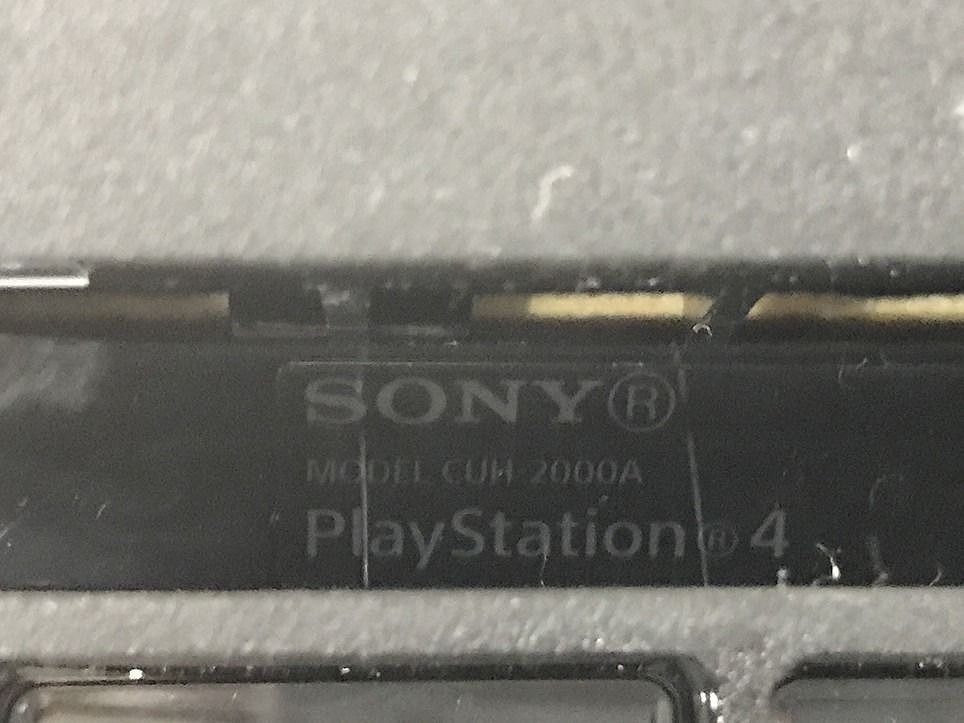 SONY®
MODEL CUH-2000A
PlayStation®4